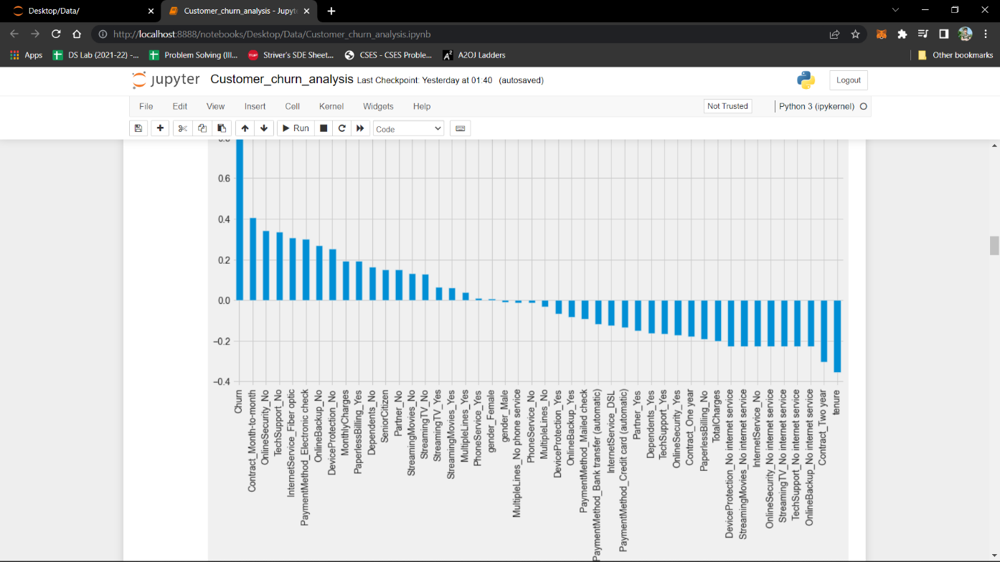 Desktop/Data/
Customer_churn_analysis - Jupyte
http://localhost:8888/notebooks/Desktop/Data/Customer_churn_analysis.ipynb
Apps
DS Lab (2021-22) -...
Problem Solving (III...
TUF
Striver's SDE Sheet...
CSES - CSES Proble...
A2OJ Ladders
Other bookmarks
jupyter
Customer_churn_analysis Last Checkpoint: Yesterday at 01:40 (autosaved)
Logout
File Edit View Insert Cell Kernel Widgets Help
Not Trusted
Python 3 (ipykernel)
Run
Code
0.8
0.6
0.4
0.2
0.0
−0.2
−0.4
Churn
Contract_Month-to-month
OnlineSecurity_No
TechSupport_No
InternetService_Fiber optic
PaymentMethod_Electronic check
OnlineBackup_No
DeviceProtection_No
MonthlyCharges
PaperlessBilling_Yes
Dependents_No
SeniorCitizen
Partner_No
StreamingMovies_No
StreamingTV_No
StreamingTV_Yes
StreamingMovies_Yes
MultipleLines_Yes
PhoneService_Yes
gender_Female
gender_Male
MultipleLines_No phone service
PhoneService_No
MultipleLines_No
DeviceProtection_Yes
OnlineBackup_Yes
PaymentMethod_Mailed check
PaymentMethod_Bank transfer (automatic)
InternetService_DSL
PaymentMethod_Credit card (automatic)
Partner_Yes
Dependents_Yes
TechSupport_Yes
OnlineSecurity_Yes
Contract_One year
PaperlessBilling_No
TotalCharges
DeviceProtection_No internet service
StreamingMovies_No internet service
InternetService_No
OnlineSecurity_No internet service
StreamingTV_No internet service
TechSupport_No internet service
OnlineBackup_No internet service
Contract_Two year
tenure